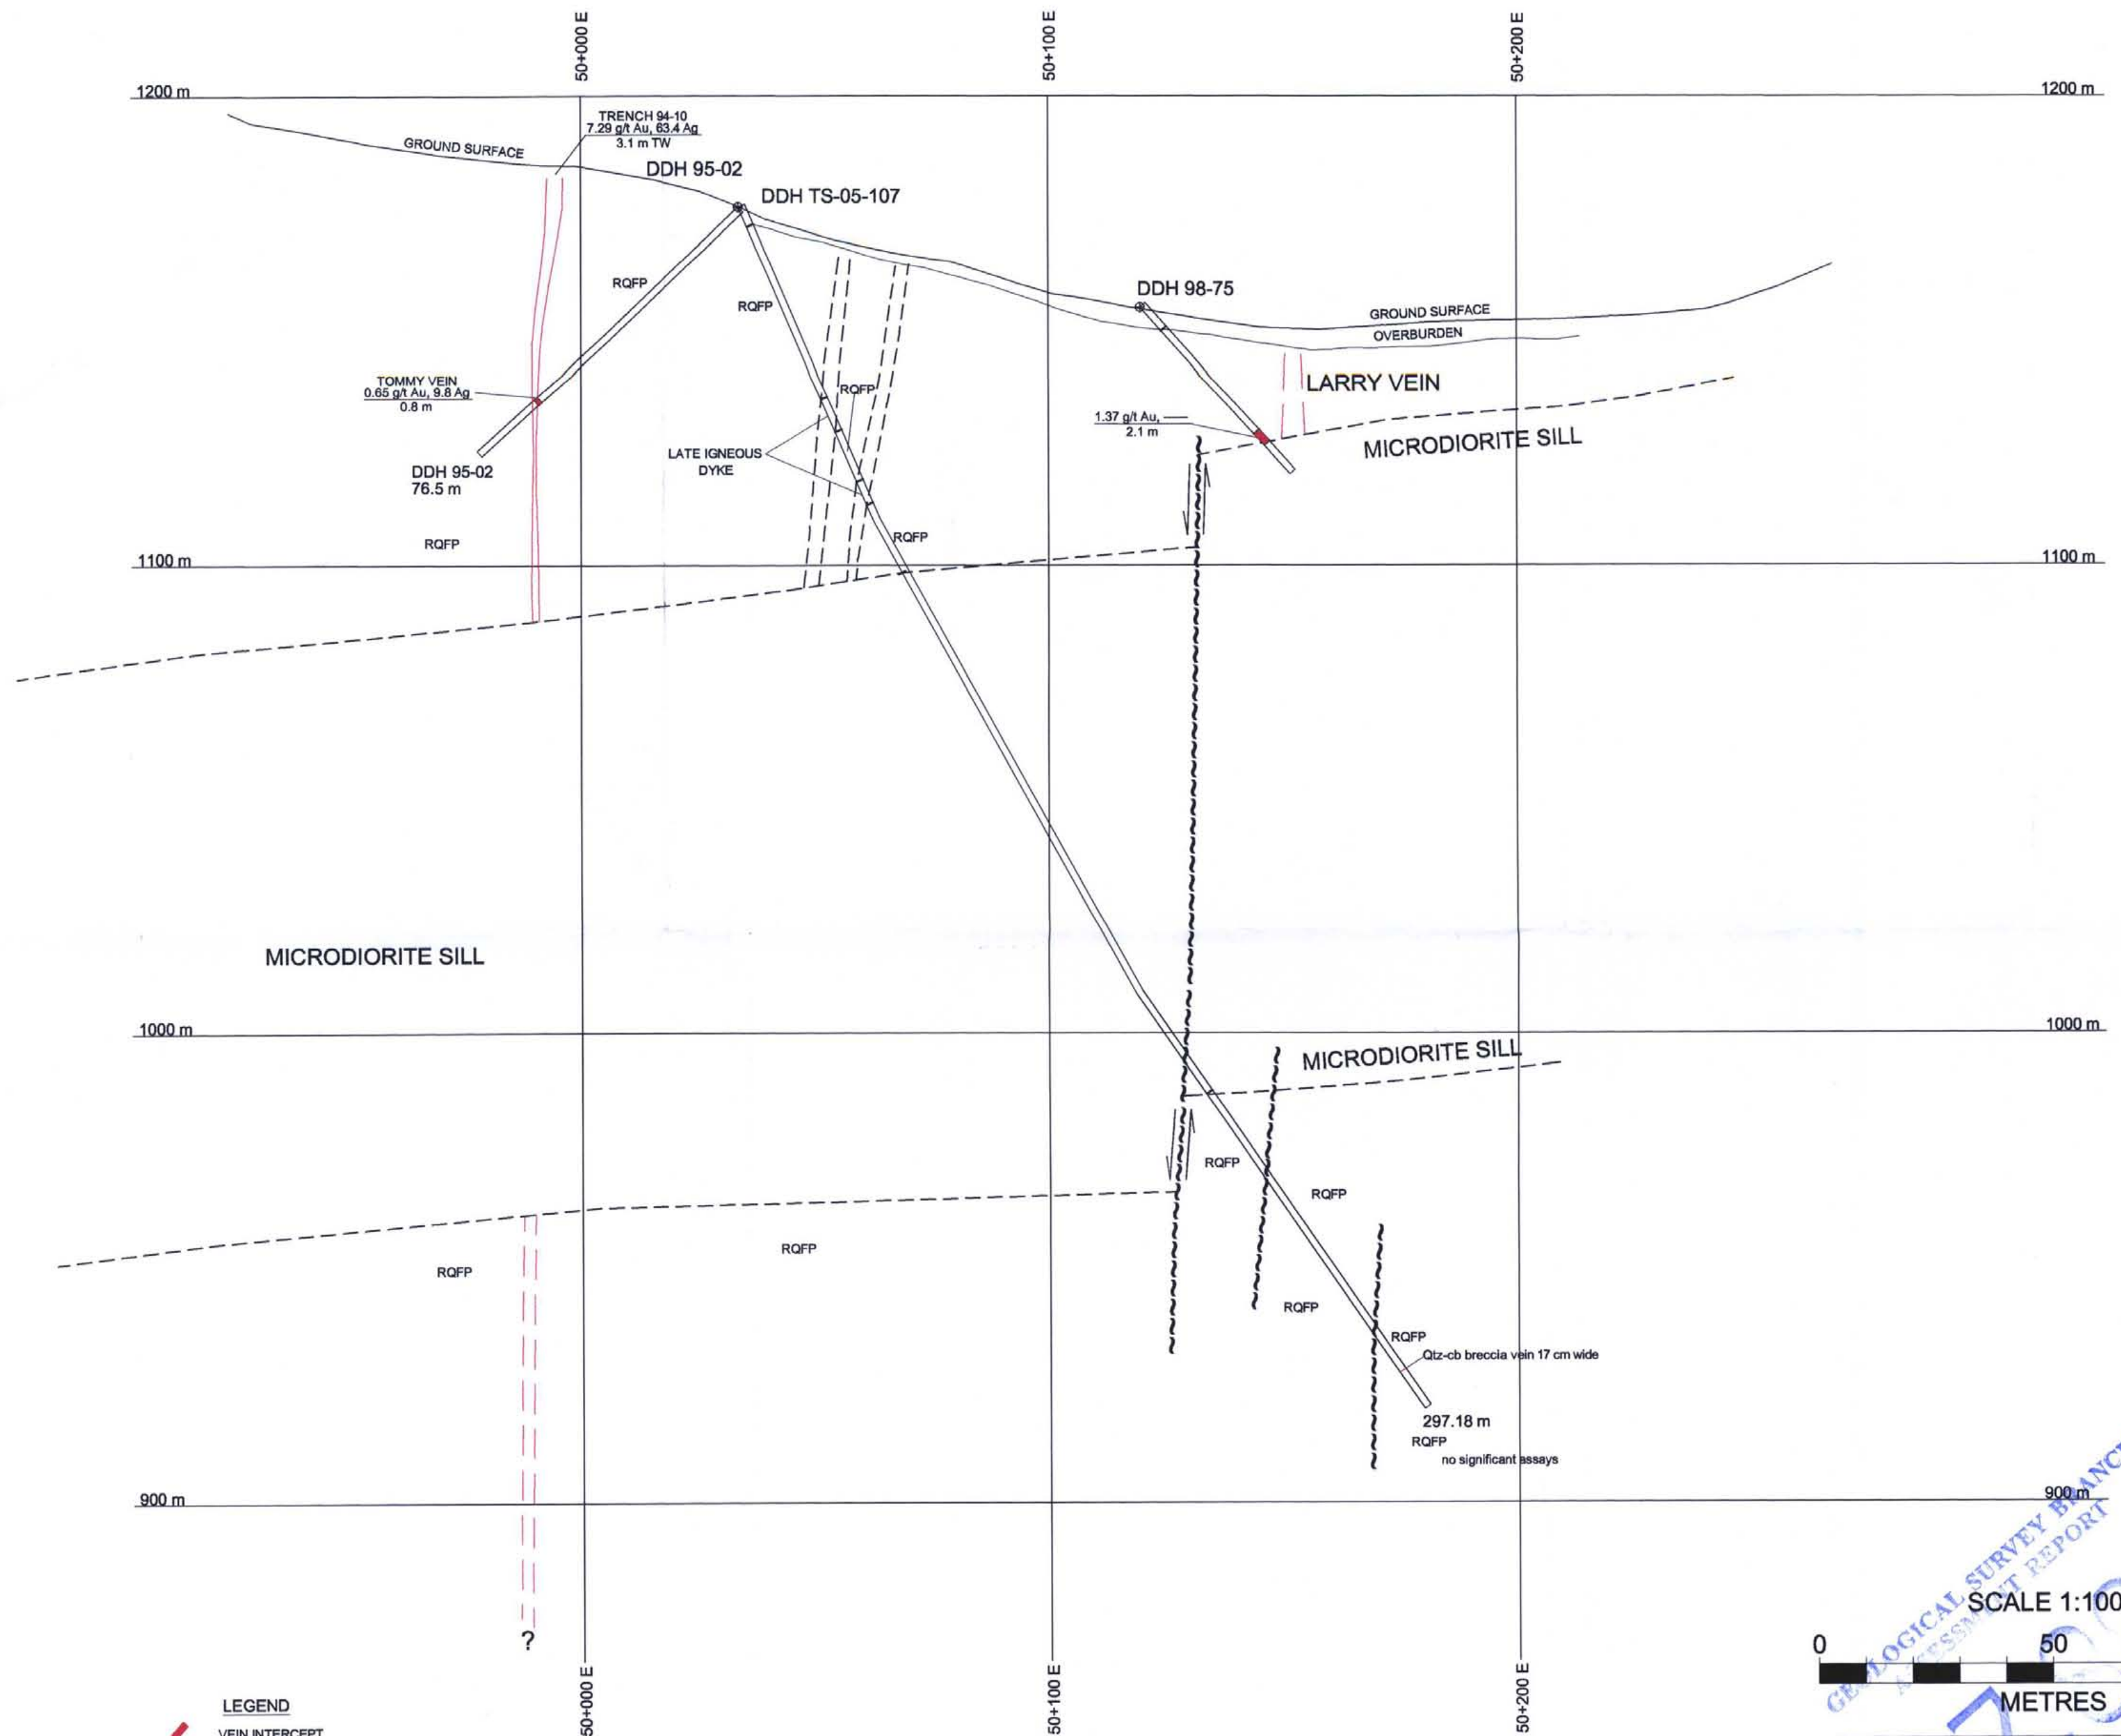 50+000 E
50+100 E
50+200 E
1200 m
1200 m
TRENCH 94-10
7.29 g/t Au, 63.4 Ag
3.1 m TW
GROUND SURFACE
DDH 95-02
DDH TS-05-107
RQFP
RQFP
DDH 98-75
GROUND SURFACE
OVERBURDEN
TOMMY VEIN
0.65 g/t Au, 9.8 Ag
0.8 m
RQFP
LARRY VEIN
1.37 g/t Au,
2.1 m
MICRODIORITE SILL
LATE IGNEOUS
DYKE
DDH 95-02
76.5 m
RQFP
RQFP
1100 m
1100 m
MICRODIORITE SILL
1000 m
1000 m
MICRODIORITE SILL
RQFP
RQFP
RQFP
RQFP
RQFP
RQFP
Qtz-cb breccia vein 17 cm wide
297.18 m
RQFP
no significant assays
900 m
900 m
GEOLOGICAL SURVEY BRANCH
ASSESSMENT REPORT
SCALE 1:100
0
50
METRES
?
50+000 E
50+100 E
50+200 E
LEGEND
VEIN INTERCEPT